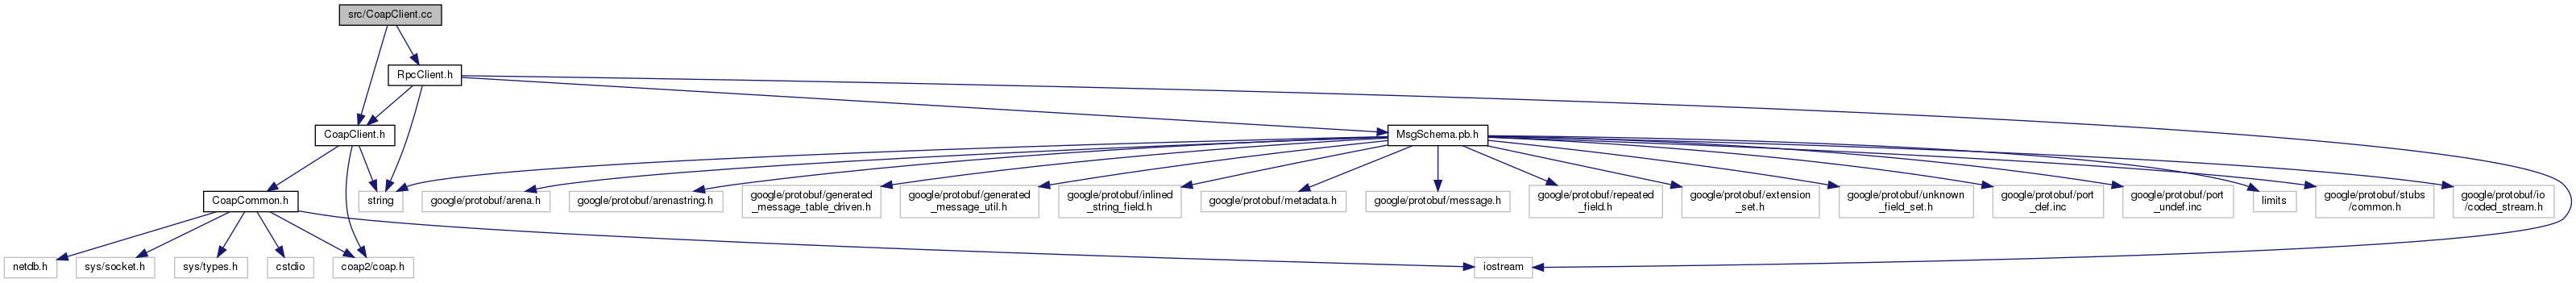 src/CoapClient.cc
RpcClient.h
CoapClient.h
MsgSchema.pb.h
CoapCommon.h
string
google/protobuf/arena.h
google/protobuf/arenastring.h
google/protobuf/generated
_message_table_driven.h
google/protobuf/generated
_message_util.h
google/protobuf/inlined
_string_field.h
google/protobuf/metadata.h
google/protobuf/message.h
google/protobuf/repeated
_field.h
google/protobuf/extension
_set.h
google/protobuf/unknown
_field_set.h
google/protobuf/port
_def.inc
google/protobuf/port
_undef.inc
limits
google/protobuf/stubs
/common.h
google/protobuf/io
/coded_stream.h
netdb.h
sys/socket.h
sys/types.h
cstdio
coap2/coap.h
iostream